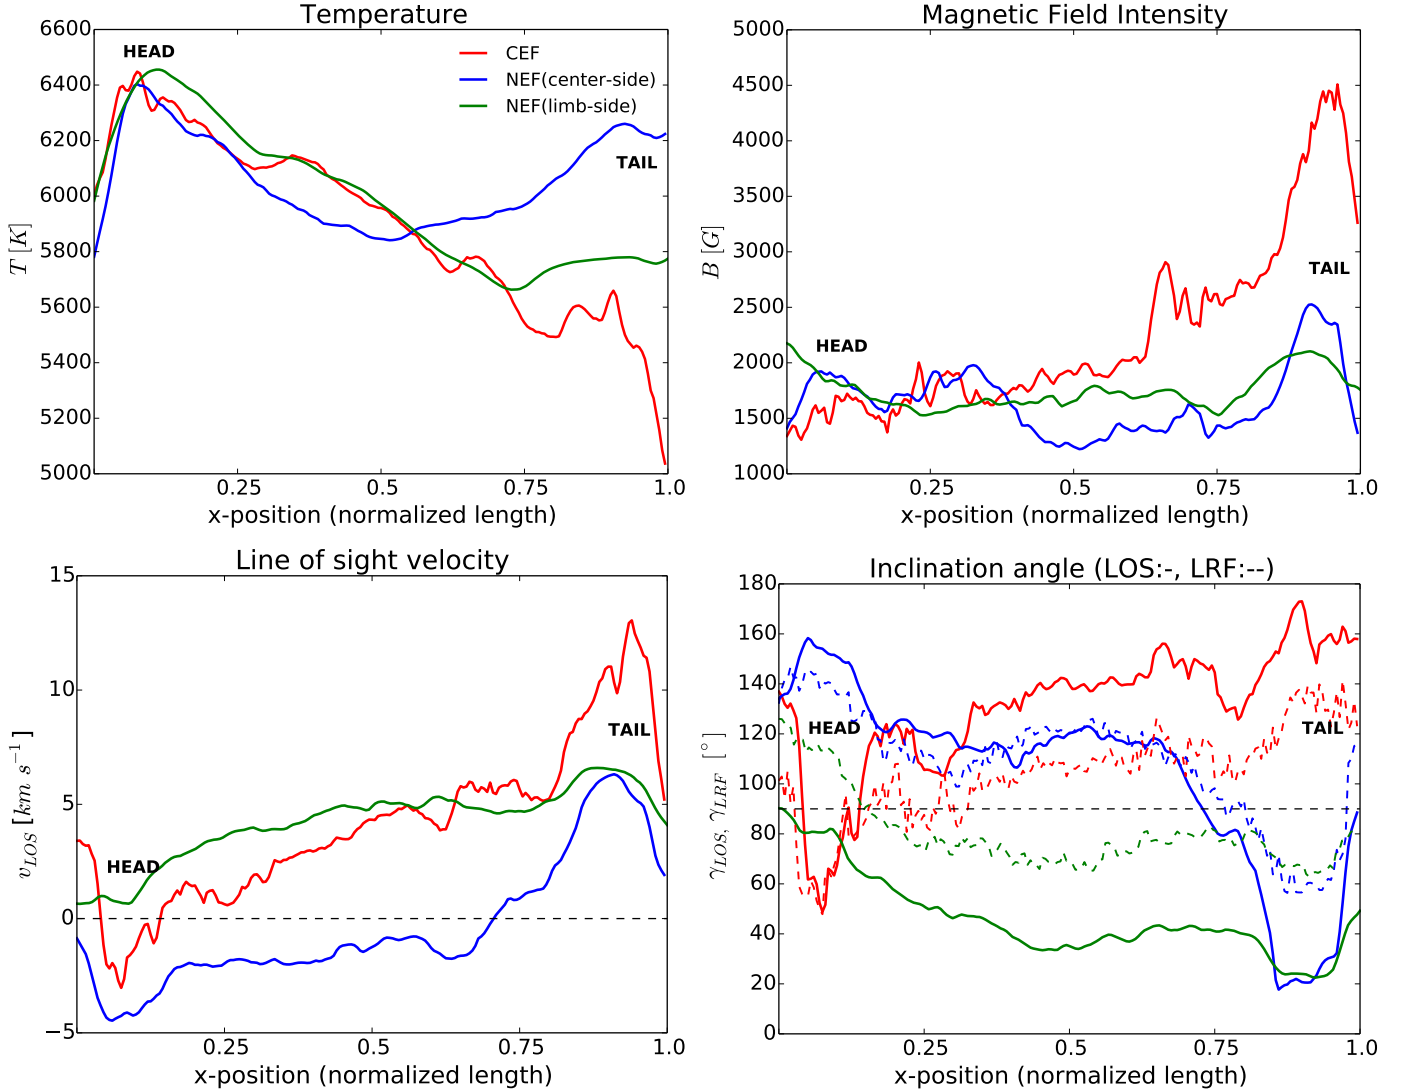 Temperature
6600
6400
6200
6000
5800
5600
5400
5200
5000
T [K]
HEAD
CEF
NEF(center-side)
NEF(limb-side)
TAIL
0.25 0.5 0.75 1.0
x-position (normalized length)
Magnetic Field Intensity
5000
4500
4000
3500
3000
2500
2000
1500
1000
B [G]
TAIL
HEAD
0.25 0.5 0.75 1.0
x-position (normalized length)
Line of sight velocity
15
10
5
0
−5
v_LOS [km s^−1]
TAIL
HEAD
0.25 0.5 0.75 1.0
x-position (normalized length)
Inclination angle (LOS:-, LRF:--)
180
160
140
120
100
80
60
40
20
0
γ_LOS, γ_LRF [°]
HEAD
TAIL
0.25 0.5 0.75 1.0
x-position (normalized length)